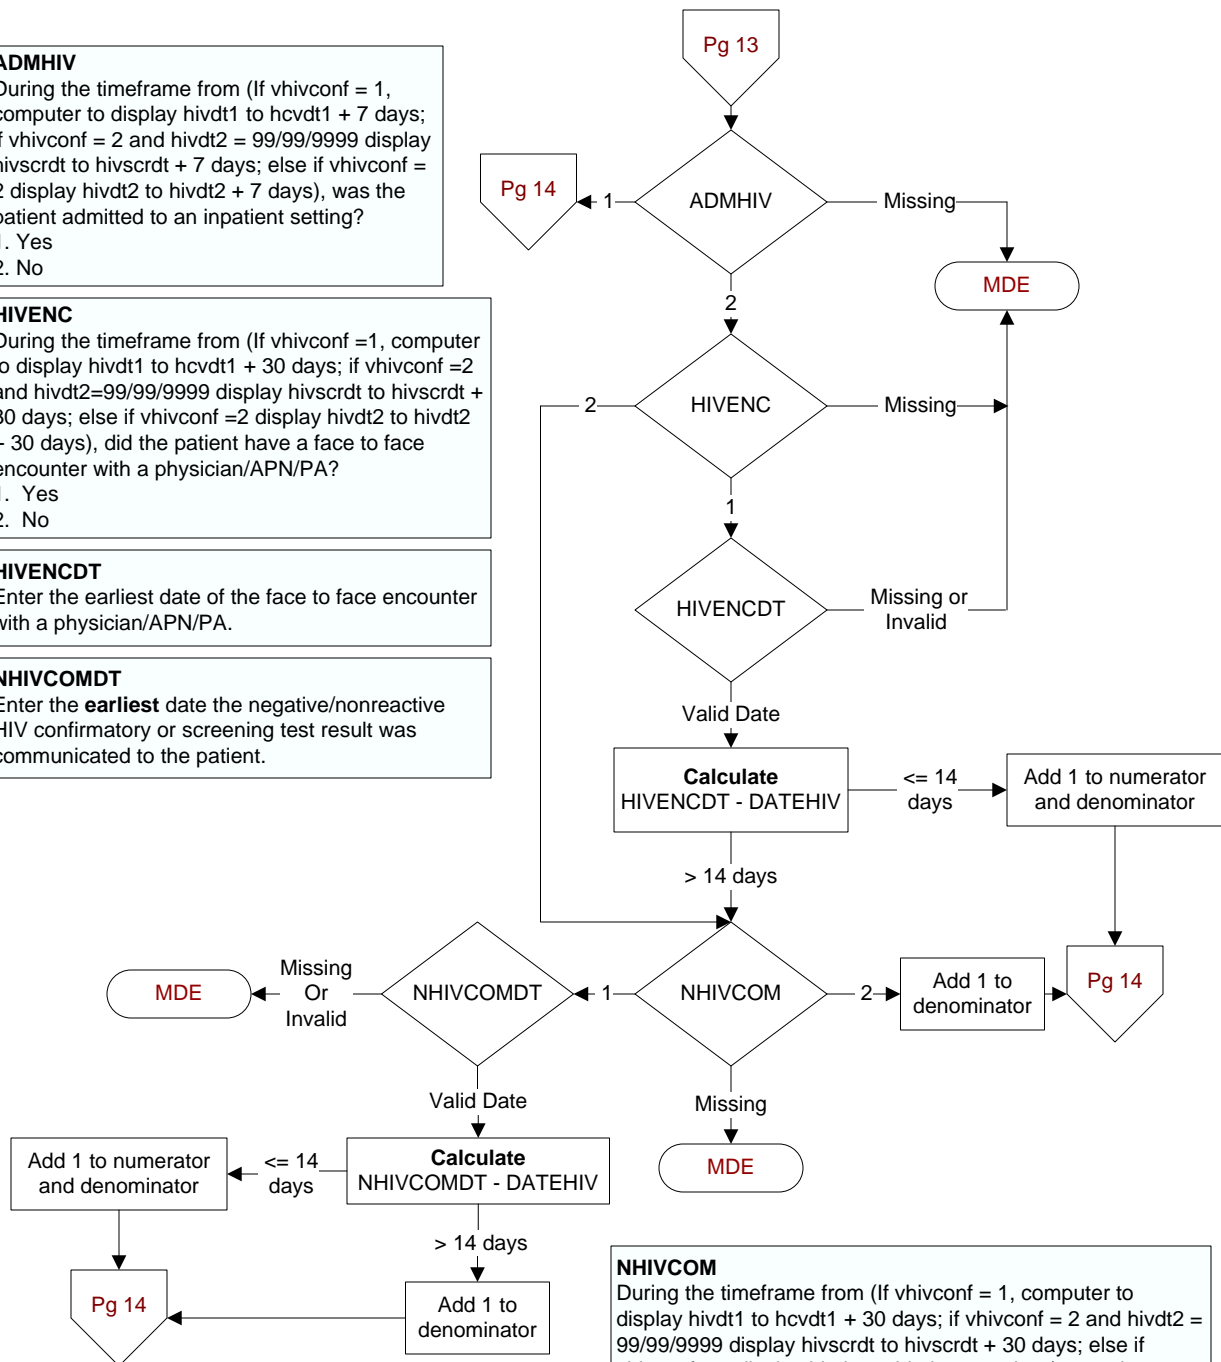 Pg 13
ADMHIV
During the timeframe from (If vhivconf = 1,
computer to display hivdt1 to hcvdt1 + 7 days;
if vhivconf = 2 and hivdt2 = 99/99/9999 display
hivscrdt to hivscrdt + 7 days; else if vhivconf =
2 display hivdt2 to hivdt2 + 7 days), was the
patient admitted to an inpatient setting?
1. Yes
2. No
Pg 14
1
ADMHIV
Missing
MDE
2
HIVENC
During the timeframe from (If vhivconf =1, computer
to display hivdt1 to hcvdt1 + 30 days; if vhivconf =2
and hivdt2=99/99/9999 display hivscrdt to hivscrdt +
30 days; else if vhivconf =2 display hivdt2 to hivdt2
+ 30 days), did the patient have a face to face
encounter with a physician/APN/PA?
1. Yes
2. No
2
HIVENC
Missing
1
HIVENCDT
Enter the earliest date of the face to face encounter
with a physician/APN/PA.
HIVENCDT
Missing or
Invalid
NHIVCOMDT
Enter the earliest date the negative/nonreactive
HIV confirmatory or screening test result was
communicated to the patient.
Valid Date
Calculate
HIVENCDT - DATEHIV
<= 14
days
Add 1 to numerator
and denominator
> 14 days
MDE
Missing
Or
Invalid
NHIVCOMDT
1
NHIVCOM
2
Add 1 to
denominator
Pg 14
Valid Date
Missing
MDE
Add 1 to numerator
and denominator
<= 14
days
Calculate
NHIVCOMDT - DATEHIV
> 14 days
Pg 14
Add 1 to
denominator
NHIVCOM
During the timeframe from (If vhivconf = 1, computer to
display hivdt1 to hcvdt1 + 30 days; if vhivconf = 2 and hivdt2 =
99/99/9999 display hivscrdt to hivscrdt + 30 days; else if